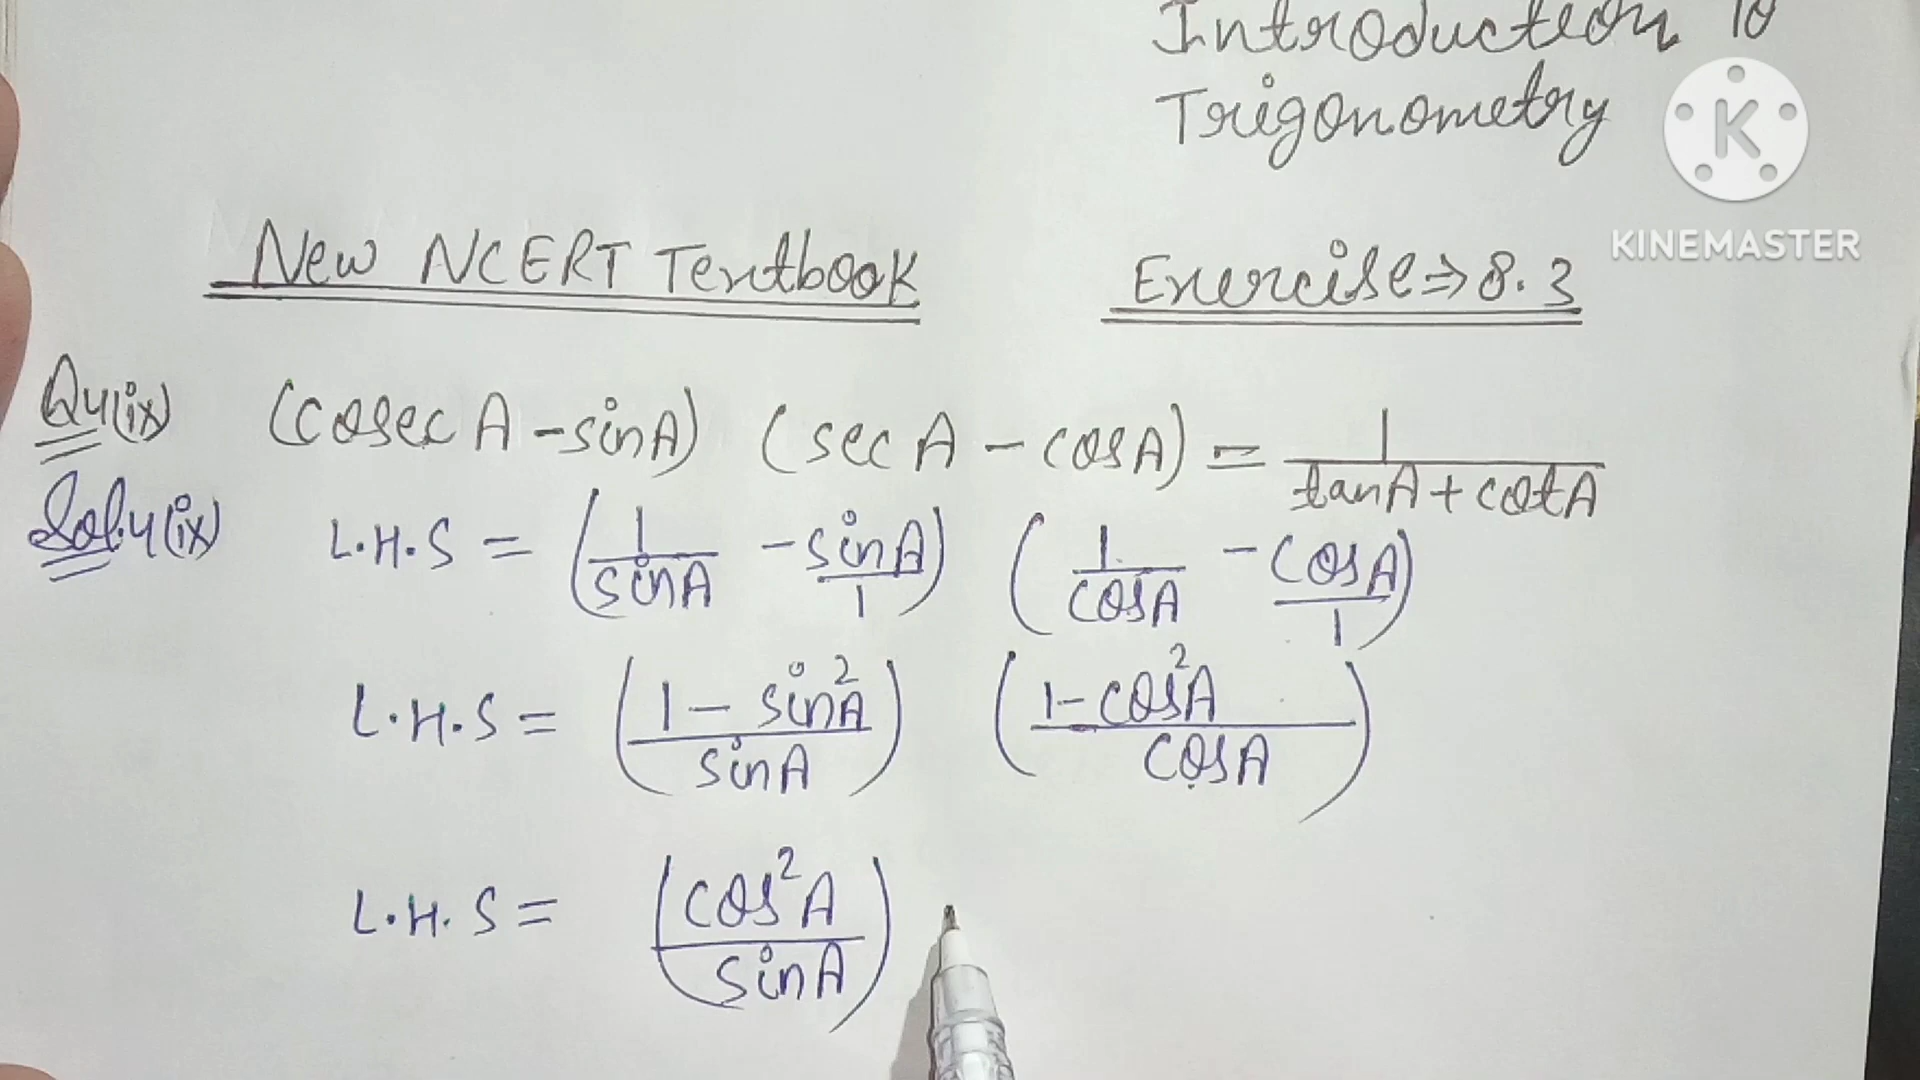 Introduction to
Trigonometry
K
KINEMASTER
New NCERT Textbook
Exercise⇒8.3
Q4(ix) (cosec A - sinA) (sec A - cosA) = 1/(tanA + cotA)
Sol.4(ix) L.H.S = (1/sinA - sinA/1) (1/cosA - cosA/1)
L.H.S = (1 - sin²A/sinA) (1 - cos²A/cosA)
L.H.S = (cos²A/sinA)